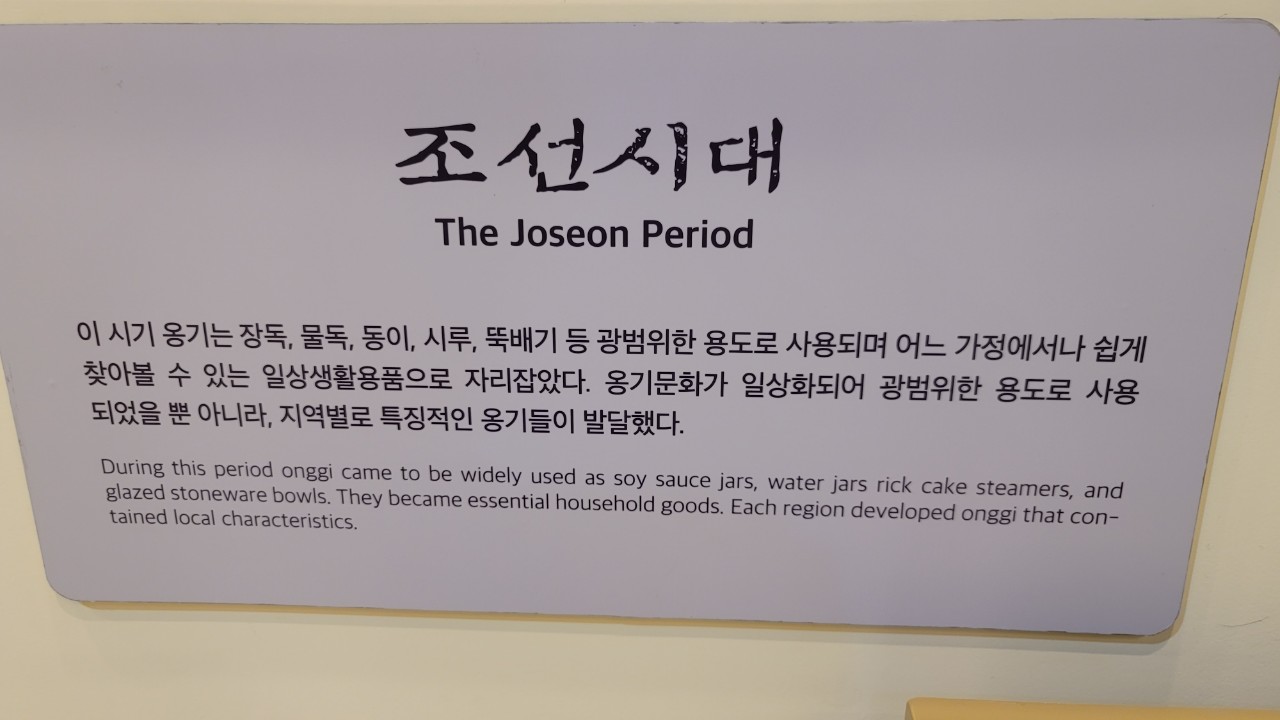 조선시대
The Joseon Period
이 시기 옹기는 장독, 물독, 동이, 시루, 뚝배기 등 광범위한 용도로 사용되며 어느 가정에서나 쉽게
찾아볼 수 있는 일상생활용품으로 자리잡았다. 옹기문화가 일상화되어 광범위한 용도로 사용
되었을 뿐 아니라, 지역별로 특징적인 옹기들이 발달했다.
During this period onggi came to be widely used as soy sauce jars, water jars rick cake steamers, and
glazed stoneware bowls. They became essential household goods. Each region developed onggi that con-
tained local characteristics.